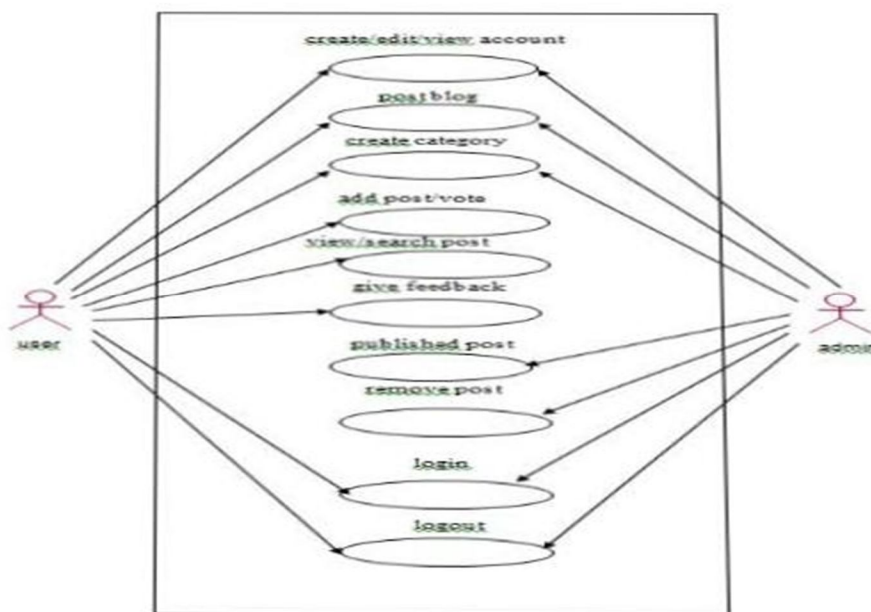 create/edit/view account
post blog
create category
add post/vote
view/search post
give feedback
user
published post
admin
remove post
login
logout